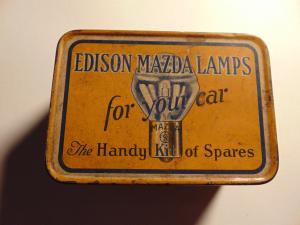 EDISON MAZDA LAMPS
for your car
MAZDA
The Handy Kit of Spares